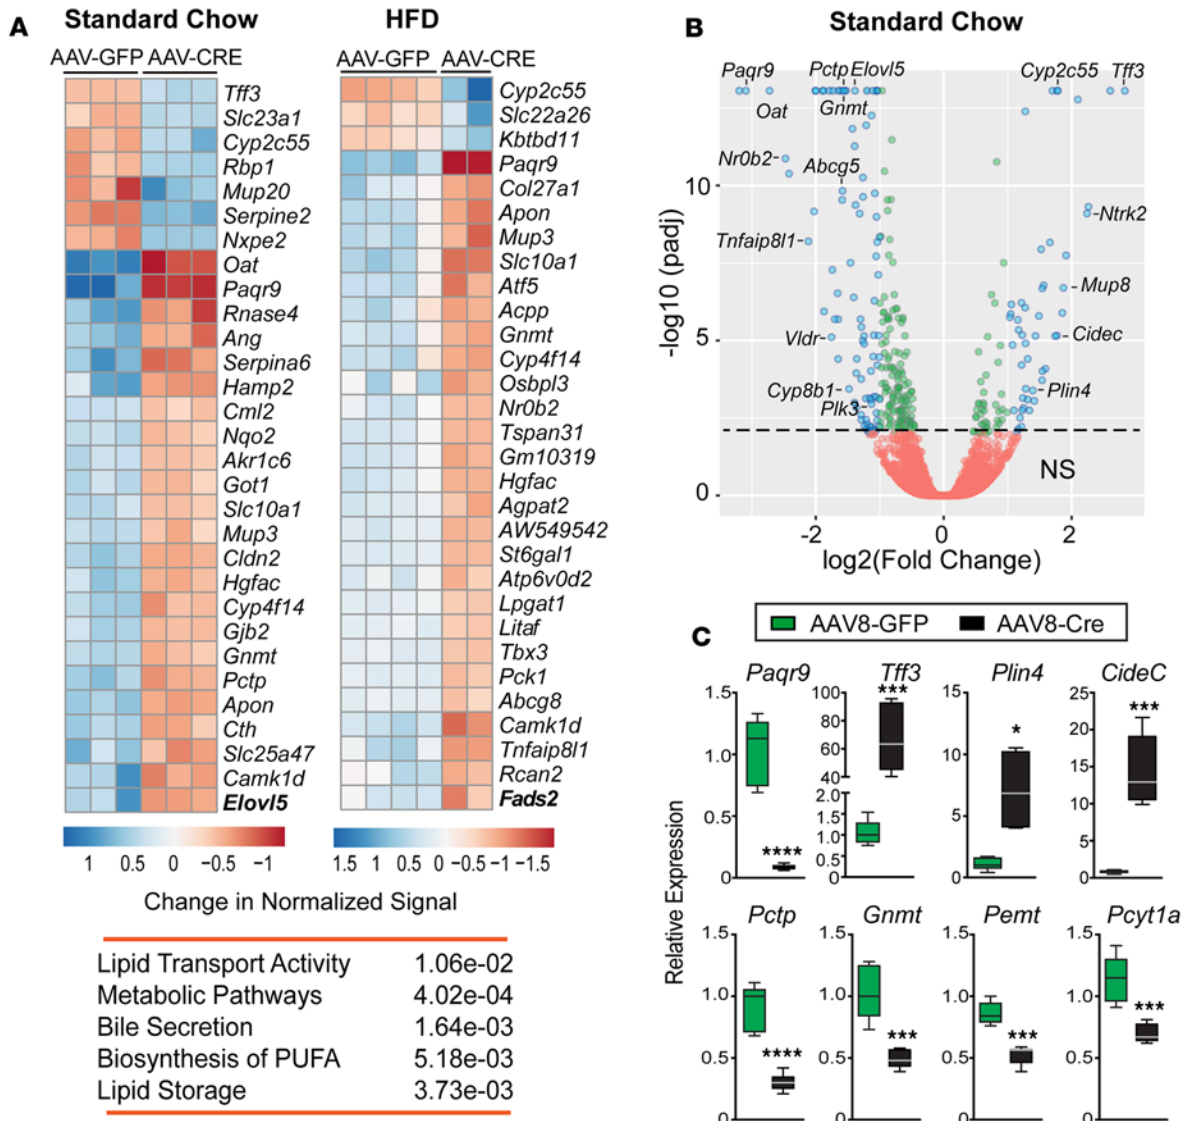 A
Standard Chow
HFD
AAV-GFP AAV-CRE
AAV-GFP AAV-CRE
Tff3
Slc23a1
Cyp2c55
Rbp1
Mup20
Serpine2
Nxpe2
Oat
Paqr9
Rnase4
Ang
Serpina6
Hamp2
Cml2
Nqo2
Akr1c6
Got1
Slc10a1
Mup3
Cldn2
Hgfac
Cyp4f14
Gjb2
Gnmt
Pctp
Apon
Cth
Slc25a47
Camk1d
Elovl5
Cyp2c55
Slc22a26
Kbtbd11
Paqr9
Col27a1
Apon
Mup3
Slc10a1
Atf5
Acpp
Gnmt
Cyp4f14
Osbpl3
Nr0b2
Tspan31
Gm10319
Hgfac
Agpat2
AW549542
St6gal1
Atp6v0d2
Lpgat1
Litaf
Tbx3
Pck1
Abcg8
Camk1d
Tnfaip8l1
Rcan2
Fads2
1 0.5 0 -0.5 -1
1.5 1 0.5 0 -0.5 -1 -1.5
Change in Normalized Signal
Lipid Transport Activity 1.06e-02
Metabolic Pathways 4.02e-04
Bile Secretion 1.64e-03
Biosynthesis of PUFA 5.18e-03
Lipid Storage 3.73e-03
B
Standard Chow
Paqr9 Pctp Elovl5 Cyp2c55 Tff3
Oat Gnmt
Nr0b2- Abcg5
-Ntrk2
Tnfaip8l1-
-Mup8
Vldr- -Cidec
Cyp8b1- -Plin4
Plk3
NS
10
5
0
-log10 (padj)
-2 0 2
log2(Fold Change)
C
AAV8-GFP AAV8-Cre
Relative Expression
Paqr9 Tff3 Plin4 CideC
1.5
1.0
0.5
0
****
100
80
60
40
2.0
1.5
1.0
0.5
0
***
15
10
5
0
*
25
20
15
10
5
0
***
Pctp Gnmt Pemt Pcyt1a
1.5
1.0
0.5
0
****
1.5
1.0
0.5
0
***
1.5
1.0
0.5
0
***
1.5
1.0
0.5
0
***